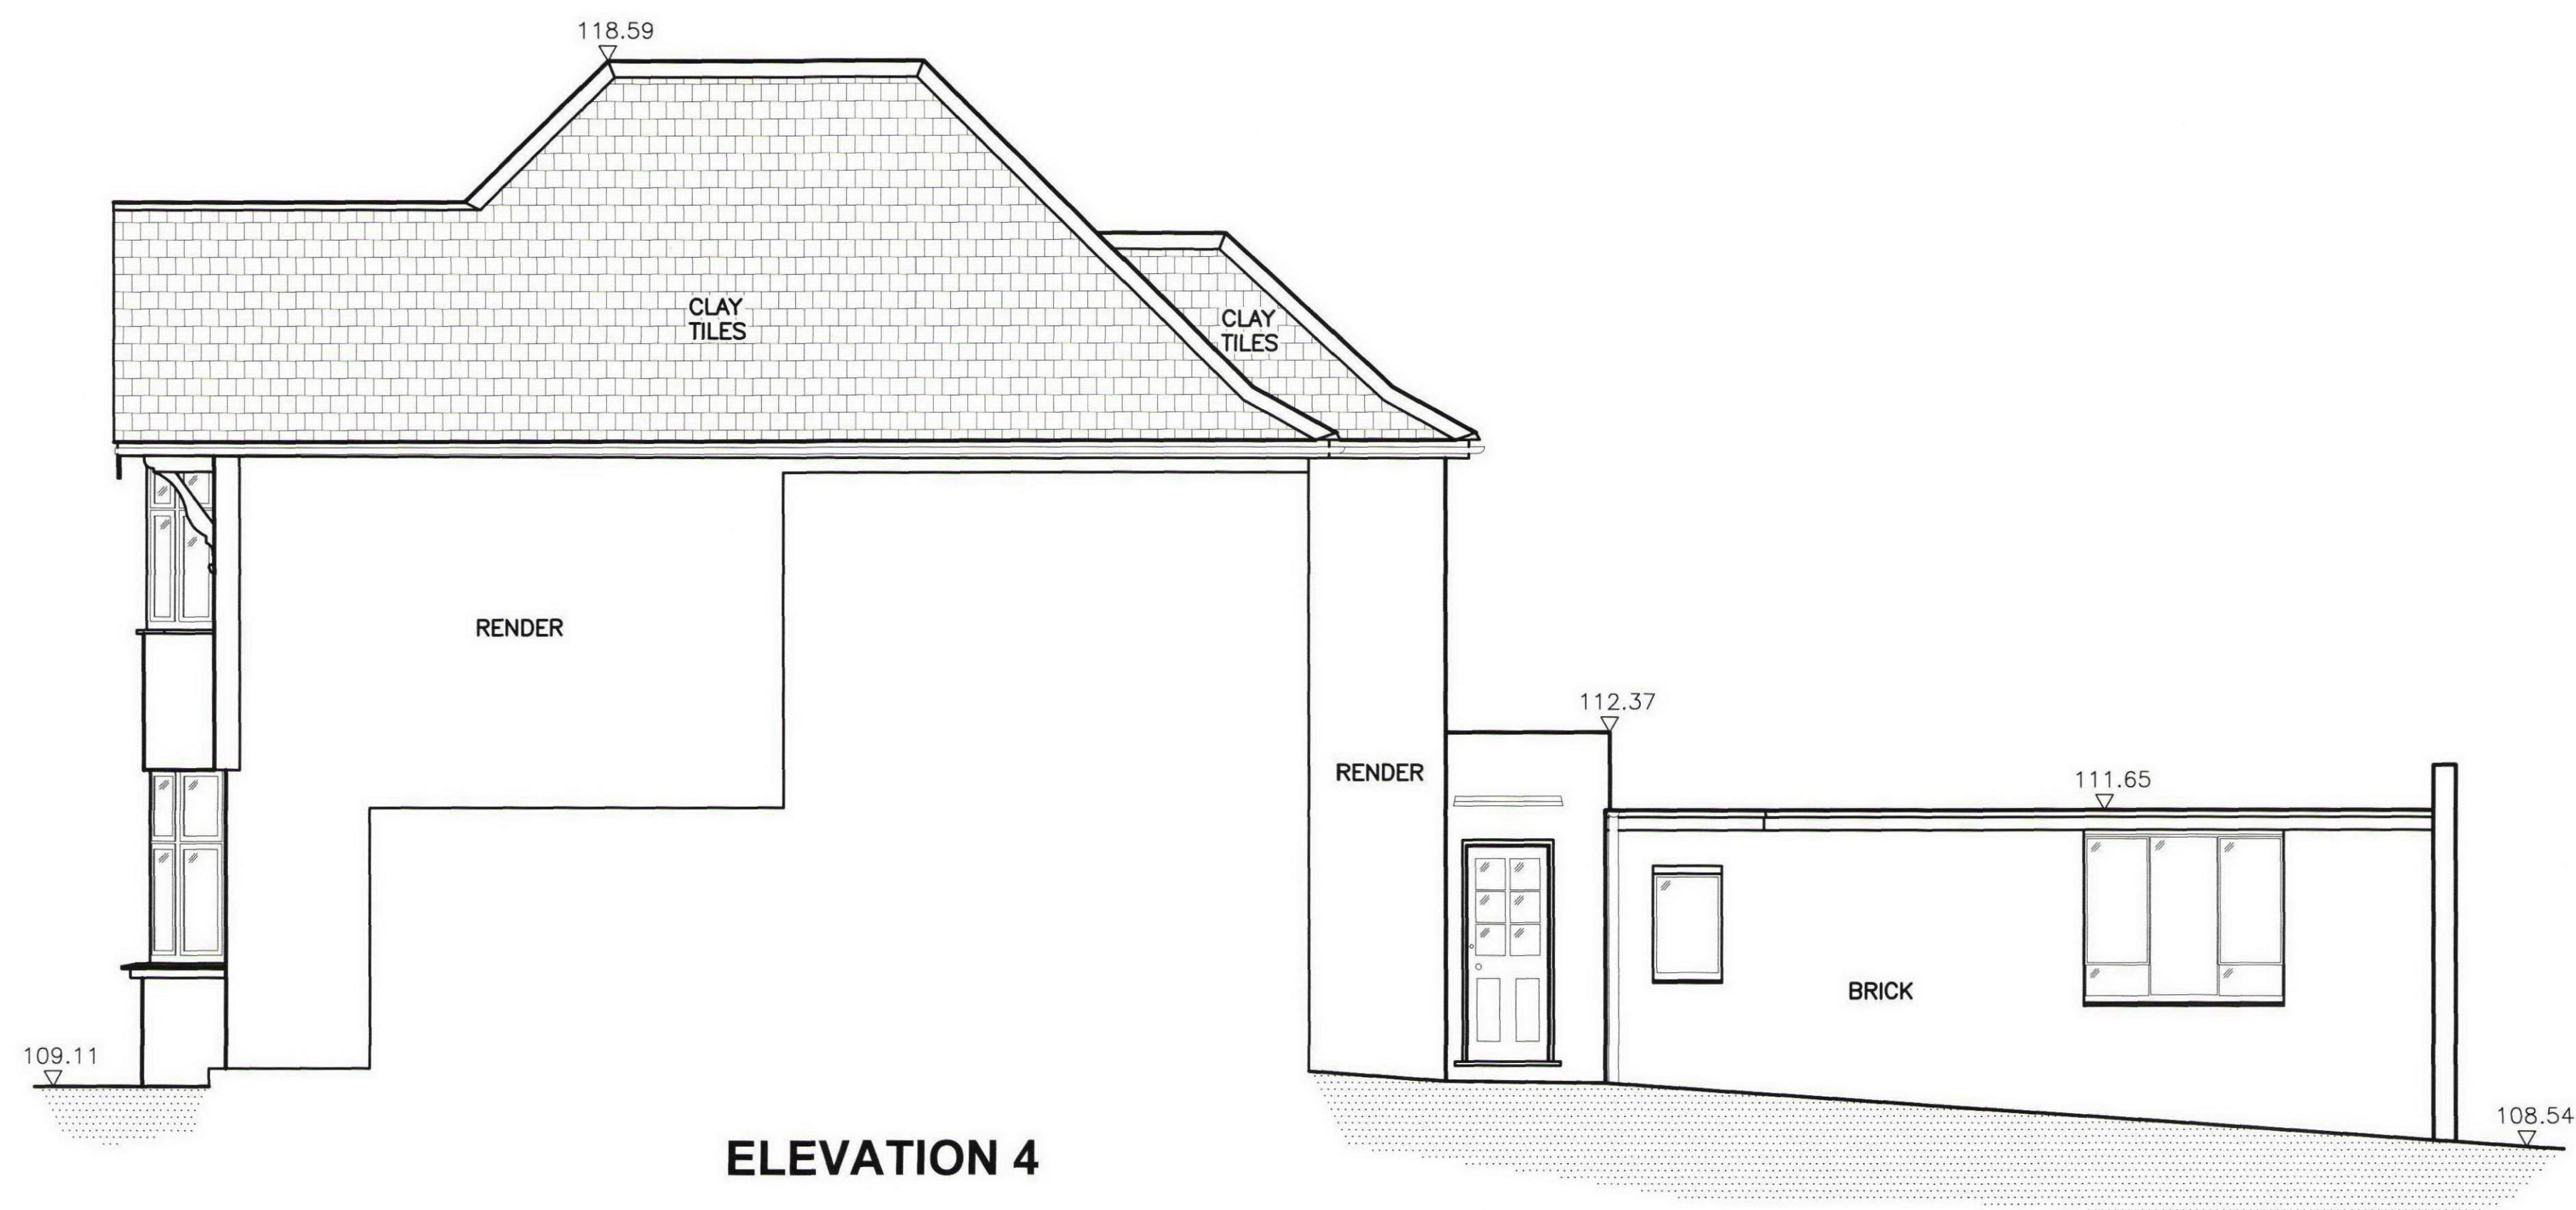 118.59
CLAY
TILES
CLAY
TILES
RENDER
112.37
RENDER
111.65
BRICK
109.11
108.54
ELEVATION 4